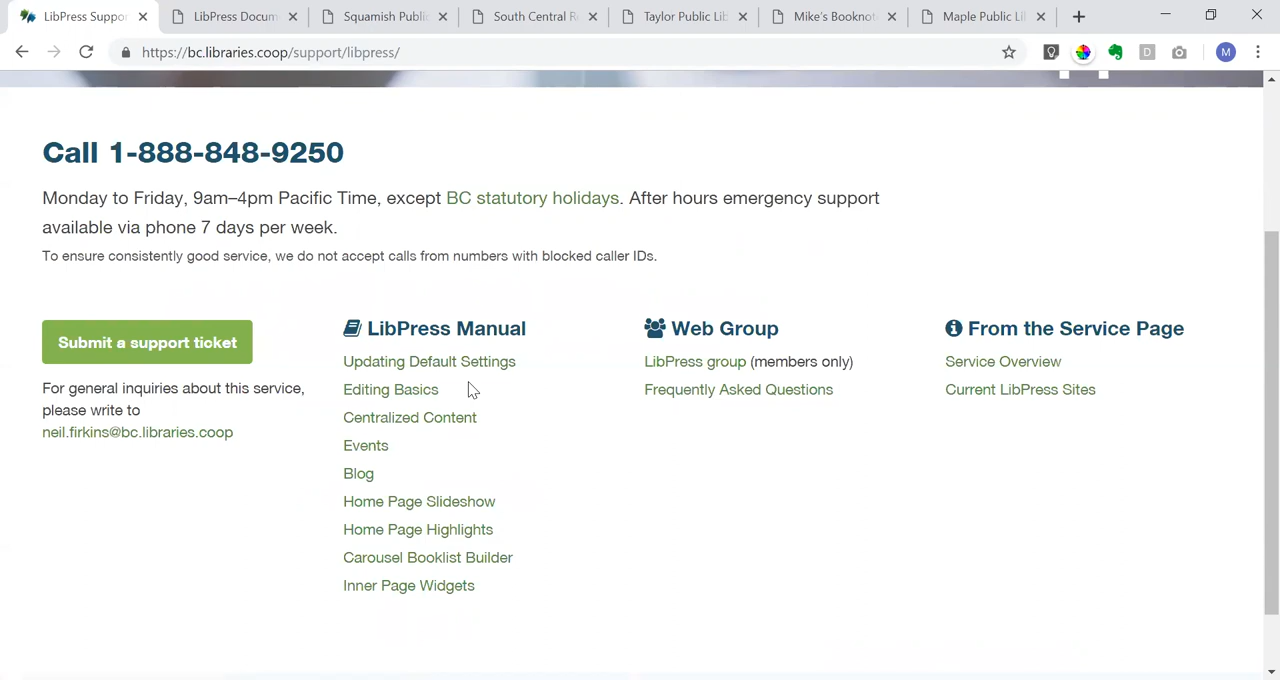 LibPress Suppor
LibPress Docum
Squamish Public
South Central R
Taylor Public Lib
Mike's Booknot
Maple Public Li
https://bc.libraries.coop/support/libpress/
D
M
Call 1-888-848-9250
Monday to Friday, 9am–4pm Pacific Time, except BC statutory holidays. After hours emergency support
available via phone 7 days per week.
To ensure consistently good service, we do not accept calls from numbers with blocked caller IDs.
Submit a support ticket
For general inquiries about this service,
please write to
neil.firkins@bc.libraries.coop
LibPress Manual
Updating Default Settings
Editing Basics
Centralized Content
Events
Blog
Home Page Slideshow
Home Page Highlights
Carousel Booklist Builder
Inner Page Widgets
Web Group
LibPress group (members only)
Frequently Asked Questions
From the Service Page
Service Overview
Current LibPress Sites